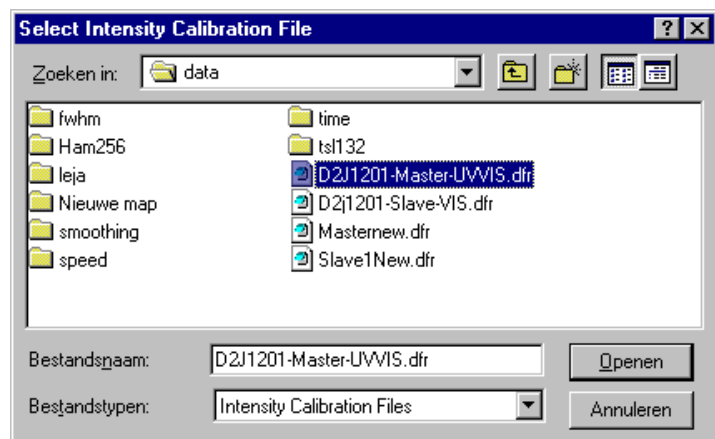 Select Intensity Calibration File
Zoeken in: data
fwhm
Ham256
leja
Nieuwe map
smoothing
speed
time
tsl132
D2J1201-Master-UVVIS.dfr
D2j1201-Slave-VIS.dfr
Masternew.dfr
Slave1New.dfr
Bestandsnaam: D2J1201-Master-UVVIS.dfr Openen
Bestandstypen: Intensity Calibration Files Annuleren